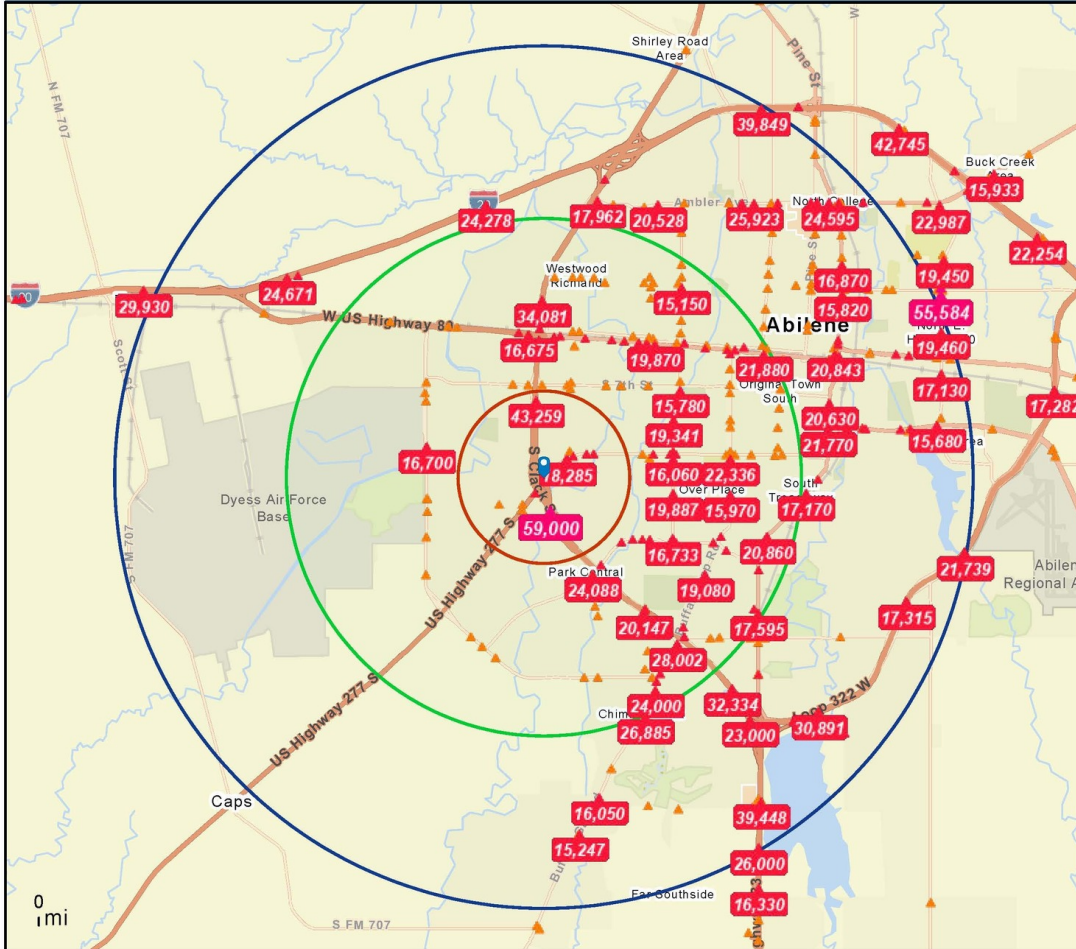 Shirley Road
Area
Pine St
W
N FM 707
39,849
42,745
Buck Creek
15,933
24,278
17,962
20,528
Ambler Ave
25,923
North College
24,595
22,987
22,254
20
29,930
24,671
Westwood
Richland
34,081
15,150
16,870
15,820
19,450
55,584
W US Highway 80
Abilene
16,675
19,870
21,880
20,843
19,460
Scott St
S 7th St
Original Town
South
17,130
17,282
43,259
15,780
19,341
20,630
21,770
15,680
16,700
S Clack S
18,285
16,060
22,336
Over Place
South
Dyess Air Force
Base
19,887
15,970
17,170
59,000
US Highway 277 S
16,733
20,860
21,739
Abilen
Regional A
S FM 707
Park Central
24,088
19,080
17,315
20,147
17,595
28,002
US Highway 277 S
24,000
32,334
Loop 322 W
26,885
23,000
30,891
Caps
16,050
39,448
15,247
26,000
Far Southside
16,330
0
mi
S FM 707